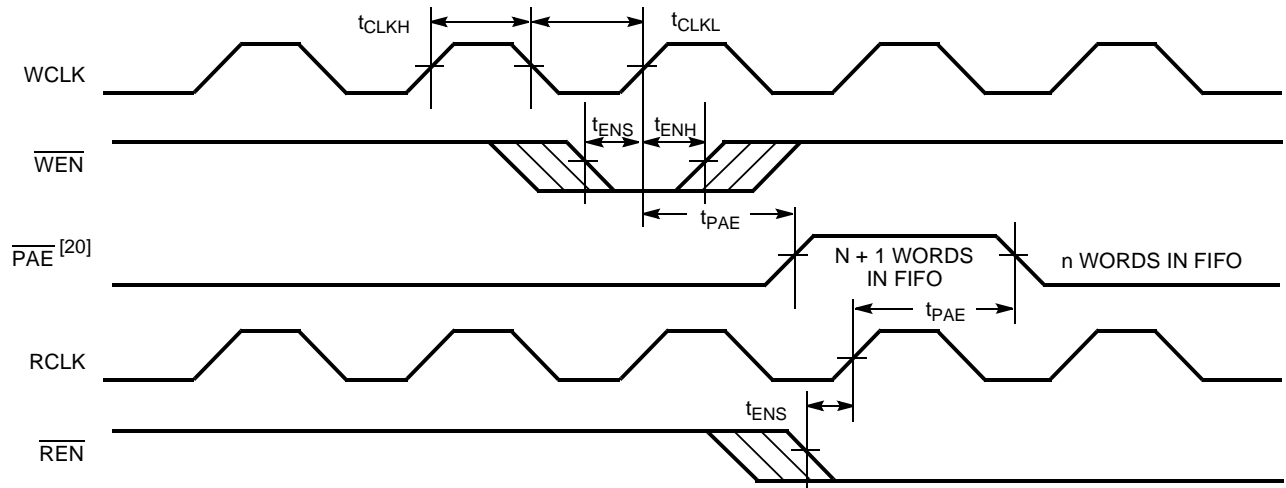 tCLKH tCLKL
WCLK
tENS tENH
WEN
tPAE
PAE [20]
N + 1 WORDS
IN FIFO
n WORDS IN FIFO
tPAE
RCLK
tENS
REN